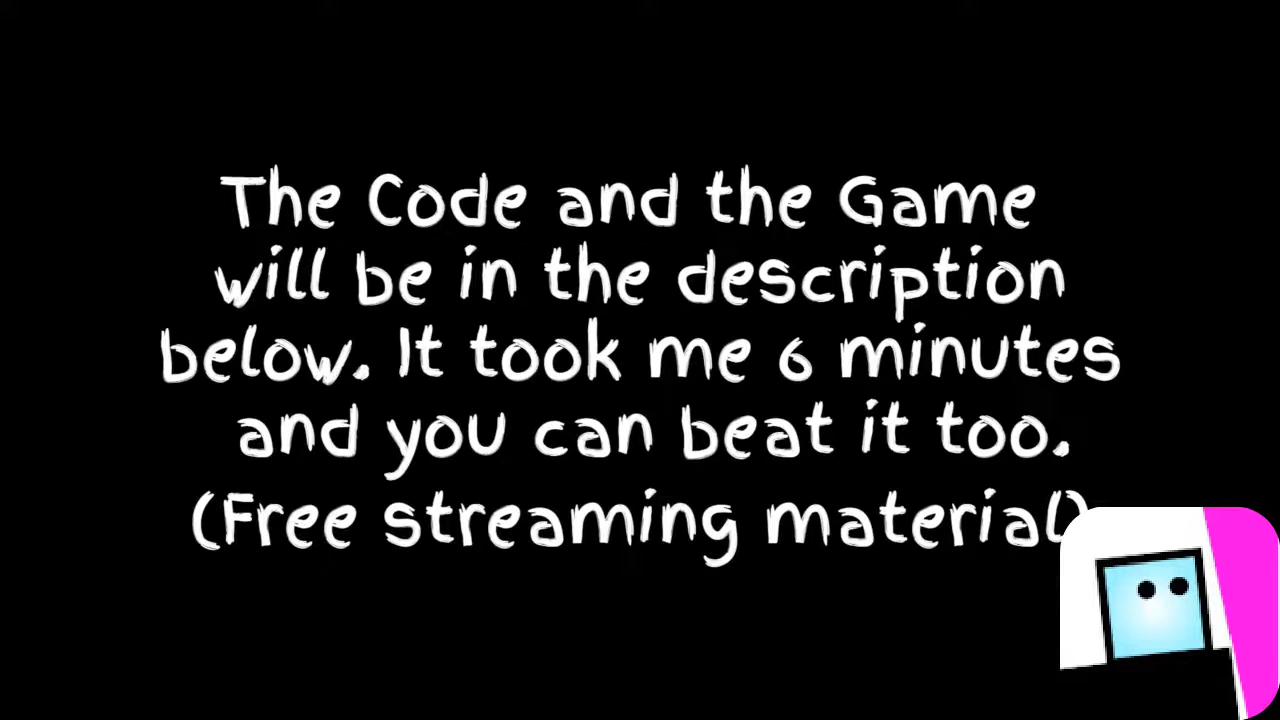 The Code and the Game
will be in the description
below. It took me 6 minutes
and you can beat it too.
(Free streaming material)